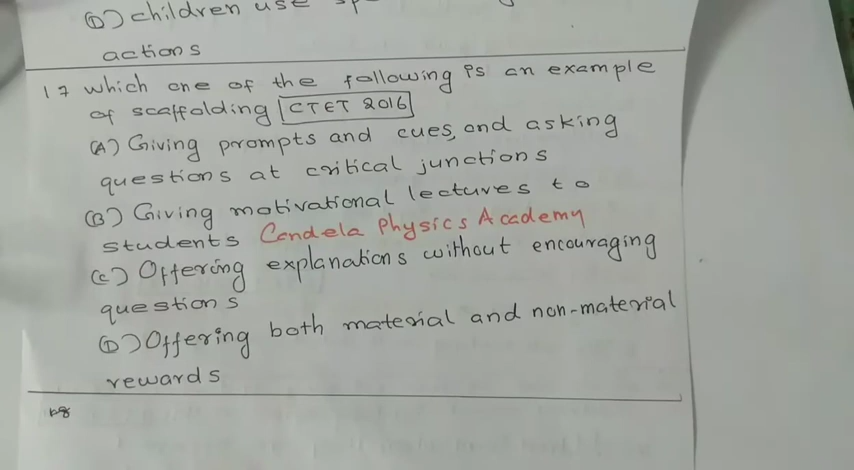 (D) children use
actions
17 which one of the following is an example
of scaffolding [CTET 2016]
(A) Giving prompts and cues, and asking
questions at critical junctions
(B) Giving motivational lectures to
students Candela Physics Academy
(C) Offering explanations without encouraging
questions
(D) Offering both material and non-material
rewards